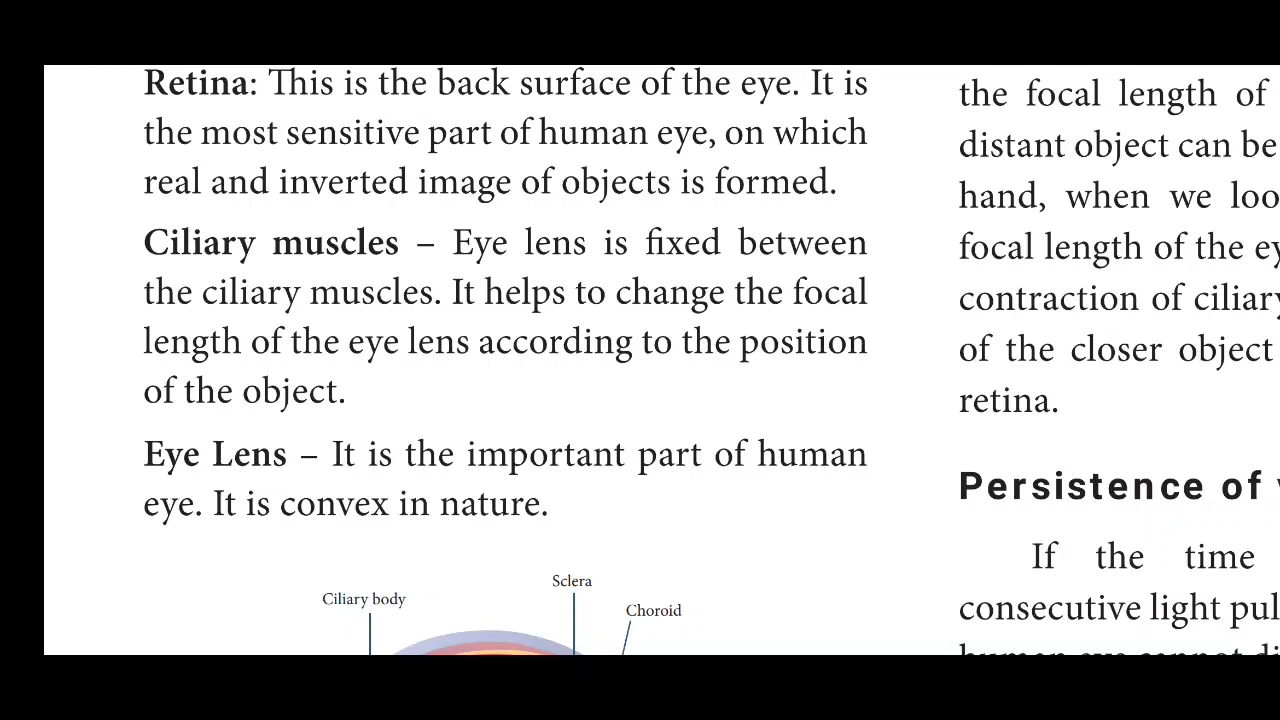 Retina: This is the back surface of the eye. It is
the most sensitive part of human eye, on which
real and inverted image of objects is formed.
Ciliary muscles – Eye lens is fixed between
the ciliary muscles. It helps to change the focal
length of the eye lens according to the position
of the object.
Eye Lens – It is the important part of human
eye. It is convex in nature.
Ciliary body
Sclera
Choroid
the focal length of
distant object can be
hand, when we loo
focal length of the ey
contraction of ciliary
of the closer object
retina.
Persistence of
If the time
consecutive light pul
human eye cannot di